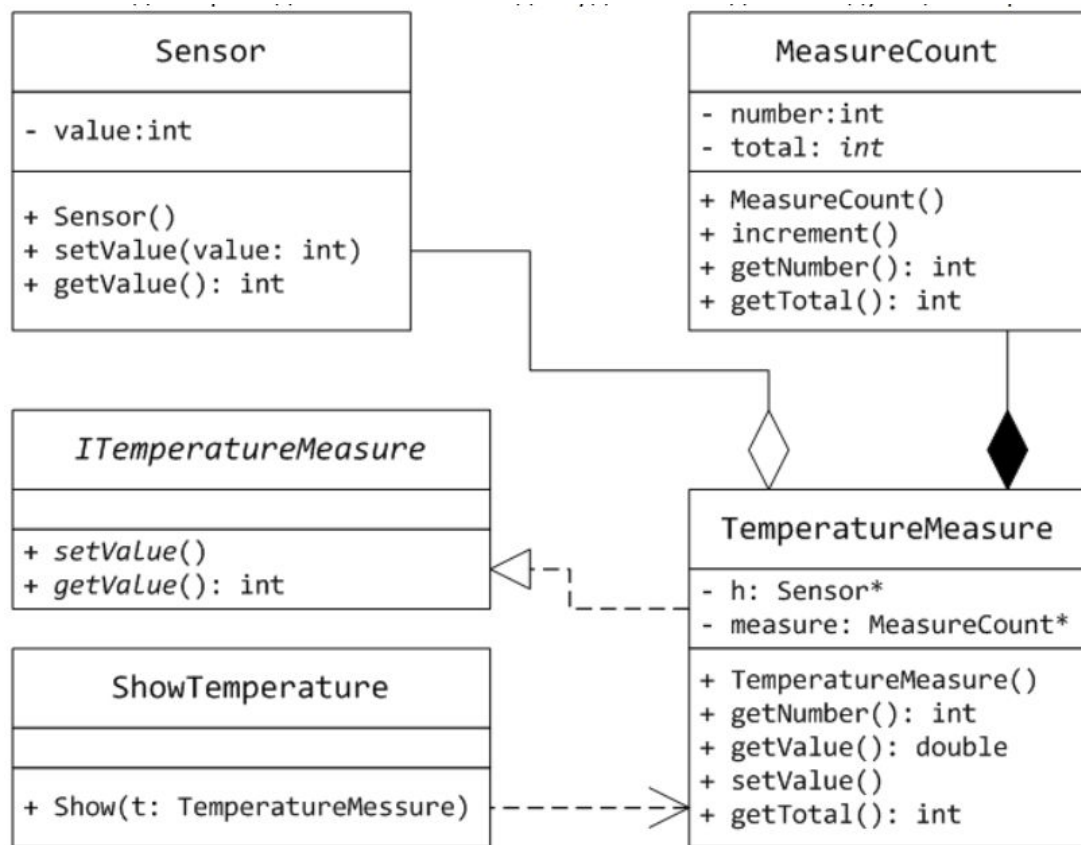 Sensor
- value:int
+ Sensor()
+ setValue(value: int)
+ getValue(): int
MeasureCount
- number:int
- total: int
+ MeasureCount()
+ increment()
+ getNumber(): int
+ getTotal(): int
ITemperatureMeasure
+ setValue()
+ getValue(): int
TemperatureMeasure
- h: Sensor*
- measure: MeasureCount*
+ TemperatureMeasure()
+ getNumber(): int
+ getValue(): double
+ setValue()
+ getTotal(): int
ShowTemperature
+ Show(t: TemperatureMessure)